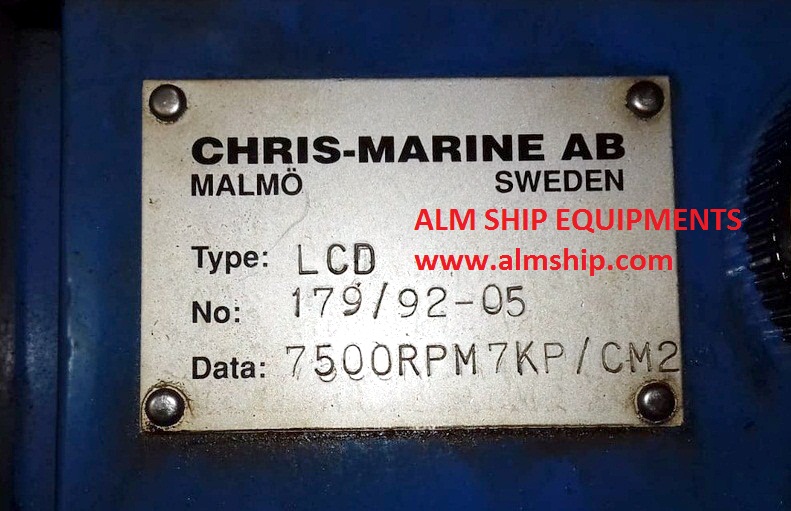 CHRIS-MARINE AB
MALMÖ SWEDEN
ALM SHIP EQUIPMENTS
Type: LCD
www.almship.com
No: 179/92-05
Data: 7500RPM7KP/CM2